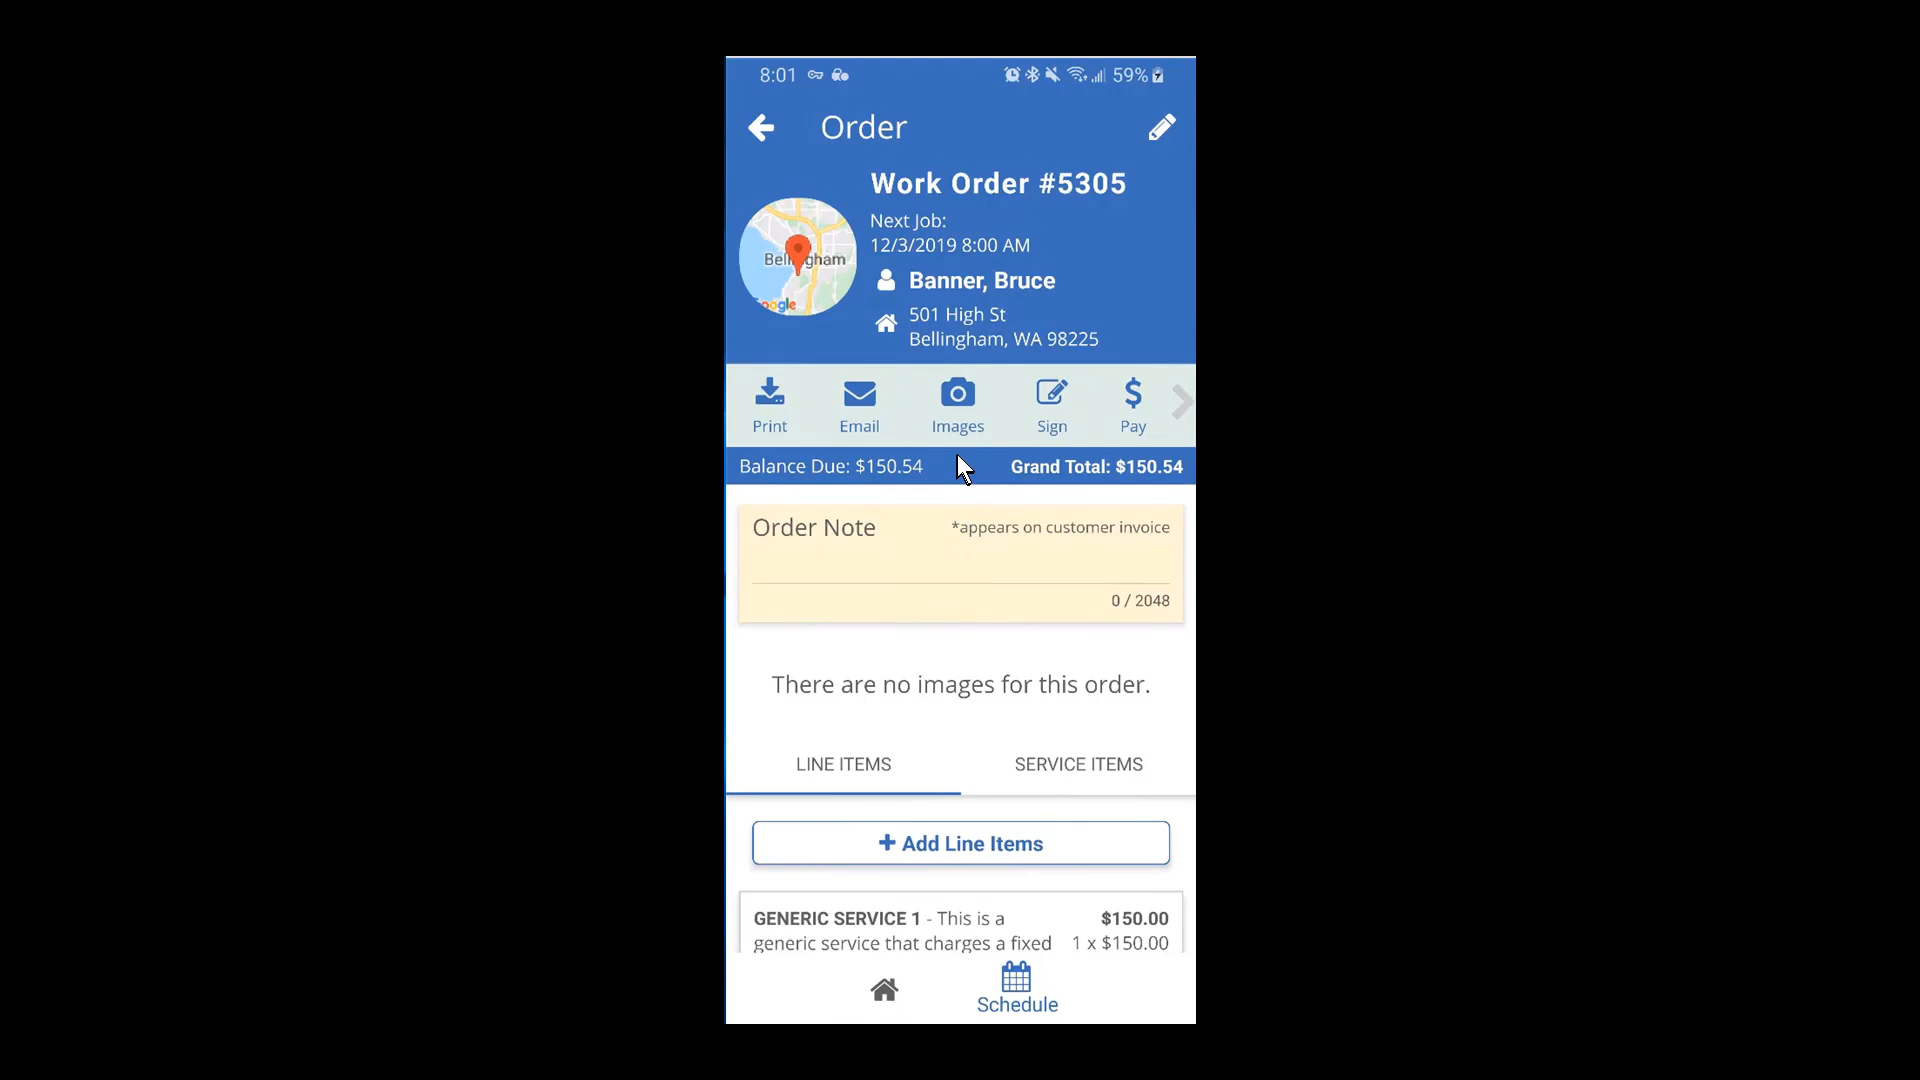 8:01 59%
Order
Work Order #5305
Next Job:
12/3/2019 8:00 AM
Bellingham
Google
Banner, Bruce
501 High St
Bellingham, WA 98225
Print Email Images Sign Pay
Balance Due: $150.54 Grand Total: $150.54
Order Note *appears on customer invoice
0 / 2048
There are no images for this order.
LINE ITEMS SERVICE ITEMS
+ Add Line Items
GENERIC SERVICE 1 - This is a $150.00
generic service that charges a fixed 1 x $150.00
Schedule